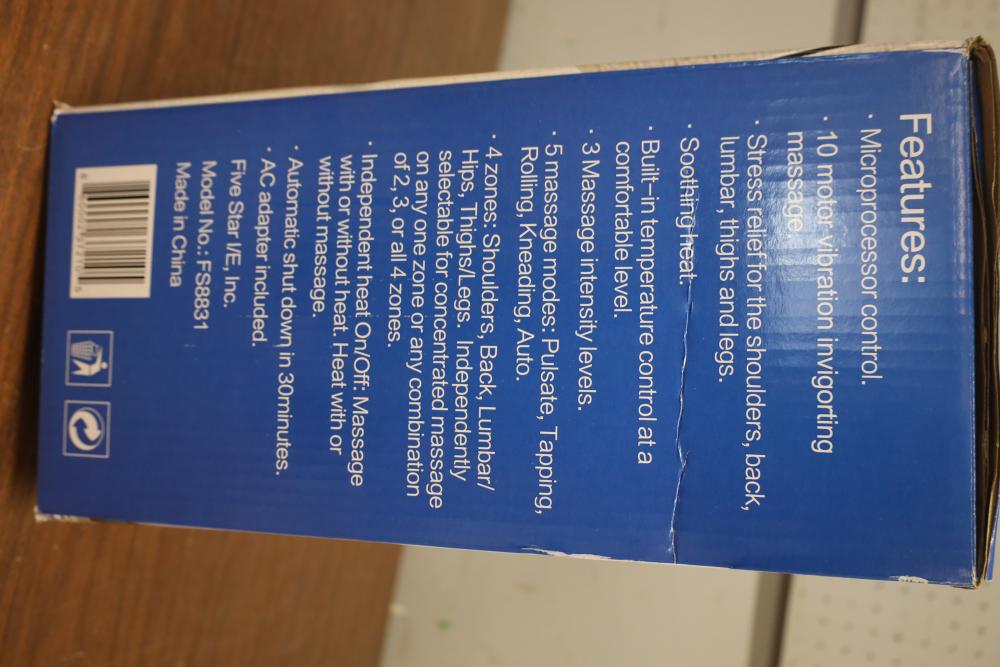 Features:
· Microprocessor control.
· 10 motor vibration invigorting
massage
· Stress relief for the shoulders, back,
lumbar, thighs and legs.
· Soothing heat.
· Built-in temperature control at a
comfortable level.
· 3 Massage intensity levels.
· 5 massage modes: Pulsate, Tapping,
Rolling, Kneading, Auto.
· 4 zones: Shoulders, Back, Lumbar/
Hips, Thighs/Legs. Independently
selectable for concentrated massage
on any one zone or any combination
of 2, 3, or all 4 zones.
· Independent heat On/Off: Massage
with or without heat. Heat with or
without massage.
· Automatic shut down in 30minutes.
· AC adapter included.
Five Star I/E, Inc.
Model No.: FS8831
Made in China